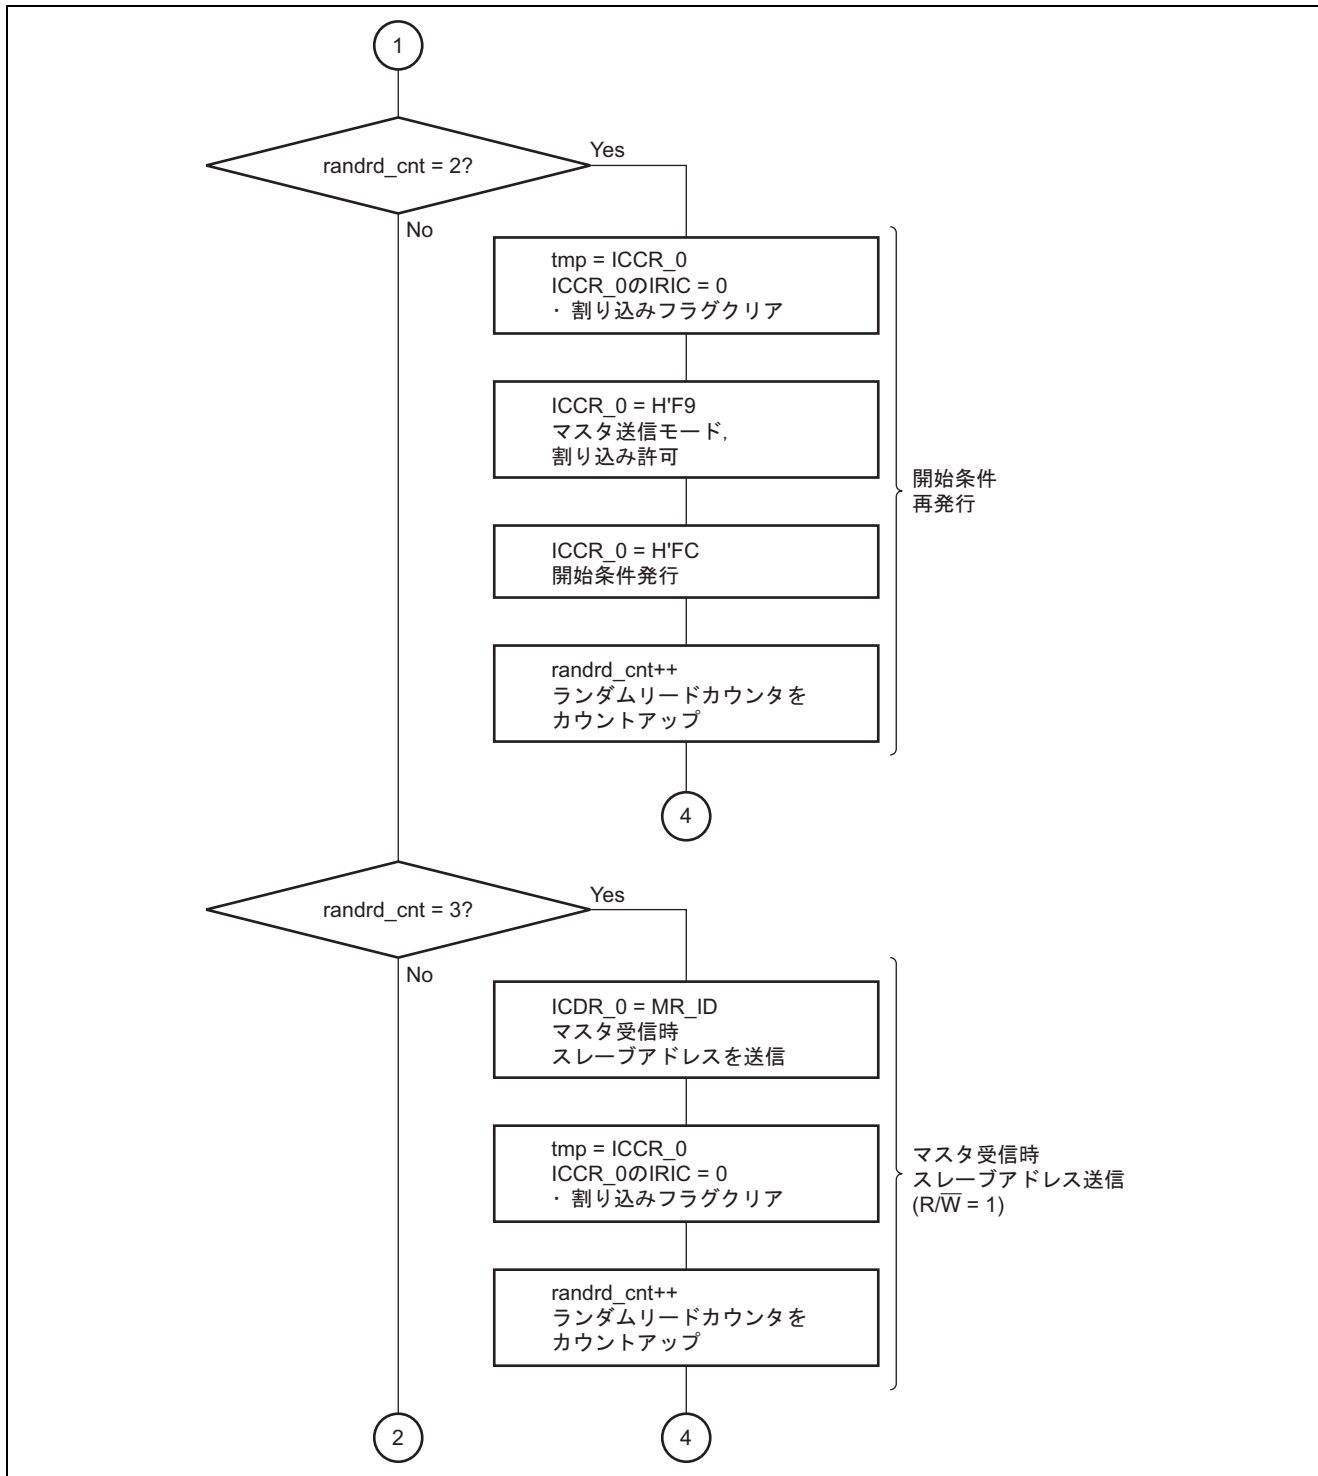 1
randrd_cnt = 2?
Yes
No
tmp = ICCR_0
ICCR_0のIRIC = 0
・割り込みフラグクリア
ICCR_0 = H'F9
マスタ送信モード,
割り込み許可
ICCR_0 = H'FC
開始条件発行
randrd_cnt++
ランダムリードカウンタを
カウントアップ
開始条件
再発行
4
randrd_cnt = 3?
Yes
No
ICDR_0 = MR_ID
マスタ受信時
スレーブアドレスを送信
tmp = ICCR_0
ICCR_0のIRIC = 0
・割り込みフラグクリア
randrd_cnt++
ランダムリードカウンタを
カウントアップ
マスタ受信時
スレーブアドレス送信
(R/W̅ = 1)
2
4